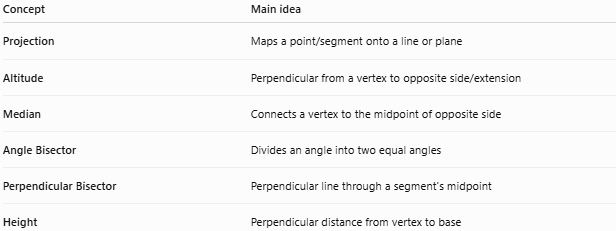 Concept Main idea
Projection Maps a point/segment onto a line or plane
Altitude Perpendicular from a vertex to opposite side/extension
Median Connects a vertex to the midpoint of opposite side
Angle Bisector Divides an angle into two equal angles
Perpendicular Bisector Perpendicular line through a segment's midpoint
Height Perpendicular distance from vertex to base